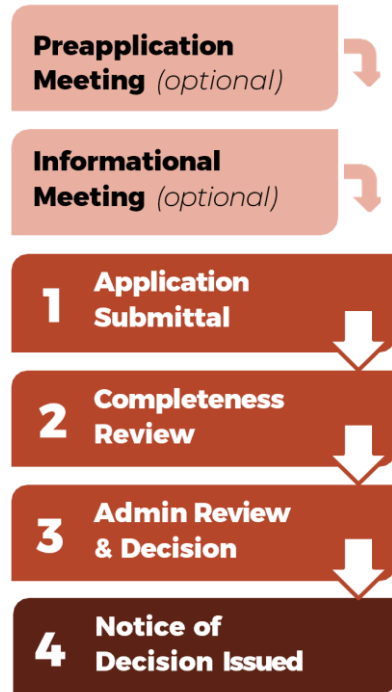 Preapplication
Meeting (optional)
Informational
Meeting (optional)
1 Application
Submittal
2 Completeness
Review
3 Admin Review
& Decision
4 Notice of
Decision Issued